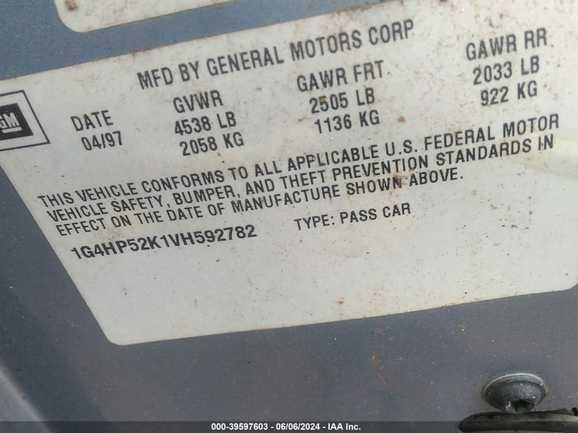 MFD BY GENERAL MOTORS CORP
GM
DATE GVWR GAWR FRT GAWR RR
04/97 4538 LB 2505 LB 2033 LB
2058 KG 1136 KG 922 KG
THIS VEHICLE CONFORMS TO ALL APPLICABLE U.S. FEDERAL MOTOR
VEHICLE SAFETY, BUMPER, AND THEFT PREVENTION STANDARDS IN
EFFECT ON THE DATE OF MANUFACTURE SHOWN ABOVE.
1G4HP52K1VH592782 TYPE: PASS CAR
000-39597603 | 06/06/2024 | IAA Inc.